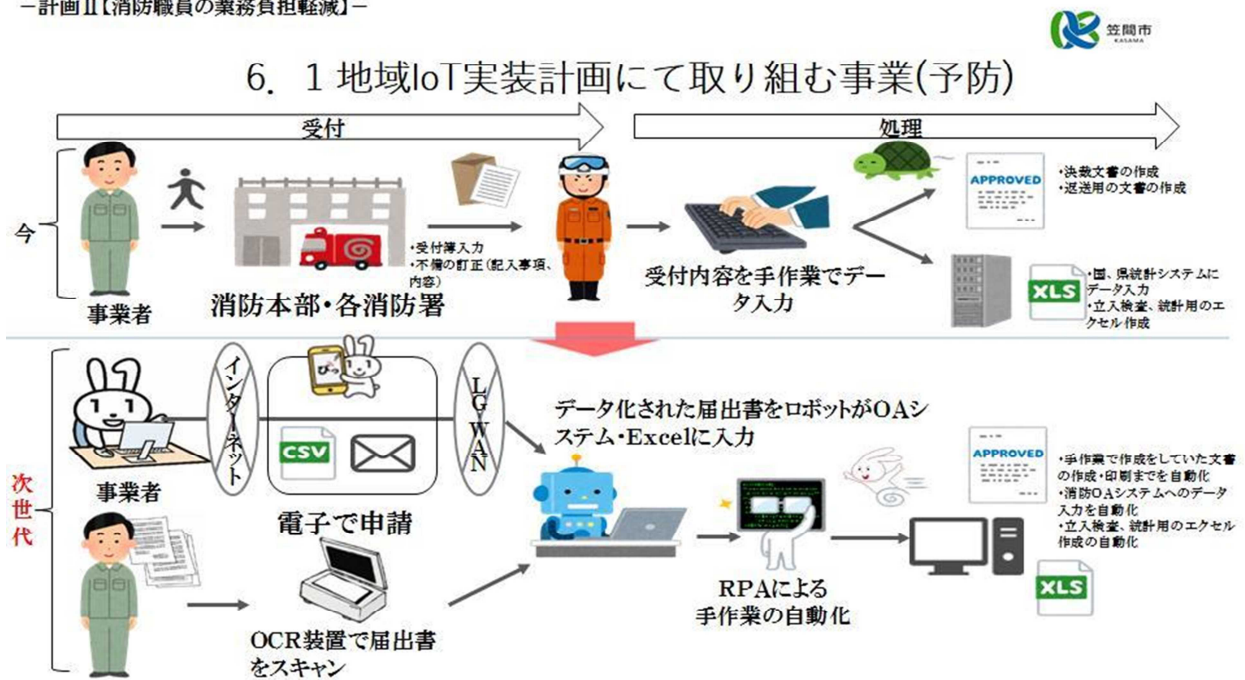 －計画Ⅱ【消防職員の業務負担軽減】－
笠間市
KASAMA
6．1 地域IoT実装計画にて取り組む事業(予防)
受付
処理
今
事業者
・受付簿入力
・不備の訂正(記入事項、
内容)
消防本部・各消防署
受付内容を手作業でデー
タ入力
APPROVED
・決裁文書の作成
・返送用の文書の作成
XLS
・国、県統計システムに
データ入力
・立入検査、統計用のエ
クセル作成
次世代
事業者
インターネット
ぴっ
CSV
LGWAN
電子で申請
OCR装置で届出書
をスキャン
データ化された届出書をロボットがOAシ
ステム・Excelに入力
RPAによる
手作業の自動化
APPROVED
・手作業で作成をしていた文書
の作成・印刷までを自動化
・消防OAシステムへのデータ
入力を自動化
・立入検査、統計用のエクセル
作成の自動化
XLS